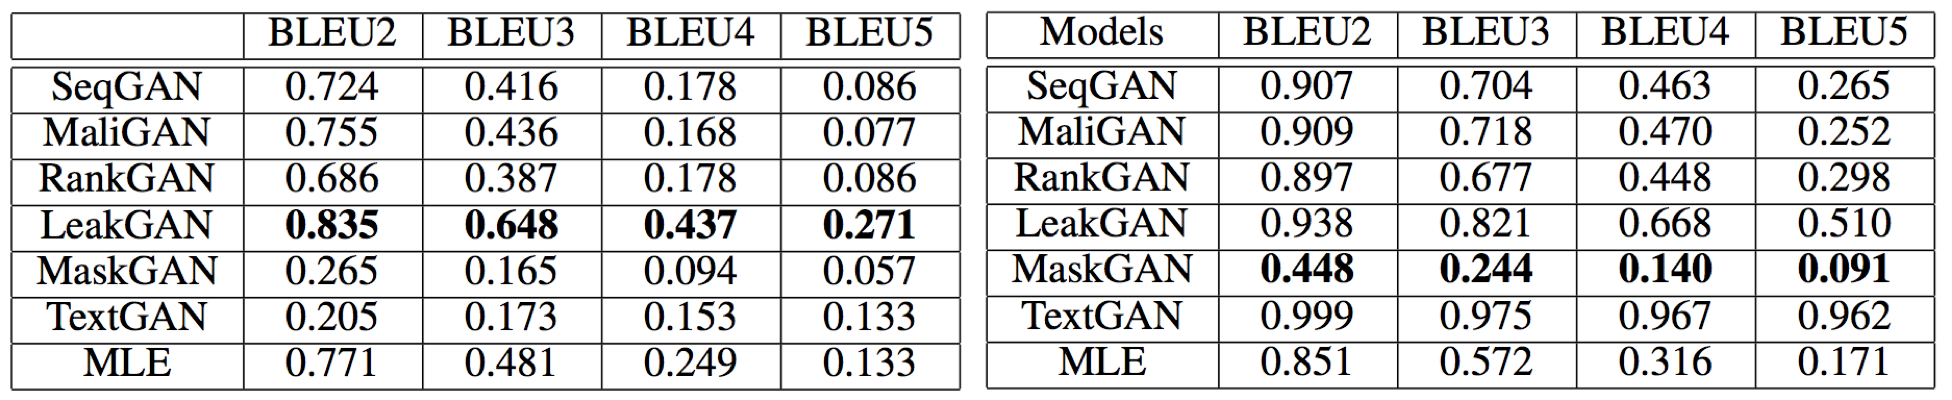 BLEU2 BLEU3 BLEU4 BLEU5
SeqGAN 0.724 0.416 0.178 0.086
MaliGAN 0.755 0.436 0.168 0.077
RankGAN 0.686 0.387 0.178 0.086
LeakGAN 0.835 0.648 0.437 0.271
MaskGAN 0.265 0.165 0.094 0.057
TextGAN 0.205 0.173 0.153 0.133
MLE 0.771 0.481 0.249 0.133
Models BLEU2 BLEU3 BLEU4 BLEU5
SeqGAN 0.907 0.704 0.463 0.265
MaliGAN 0.909 0.718 0.470 0.252
RankGAN 0.897 0.677 0.448 0.298
LeakGAN 0.938 0.821 0.668 0.510
MaskGAN 0.448 0.244 0.140 0.091
TextGAN 0.999 0.975 0.967 0.962
MLE 0.851 0.572 0.316 0.171